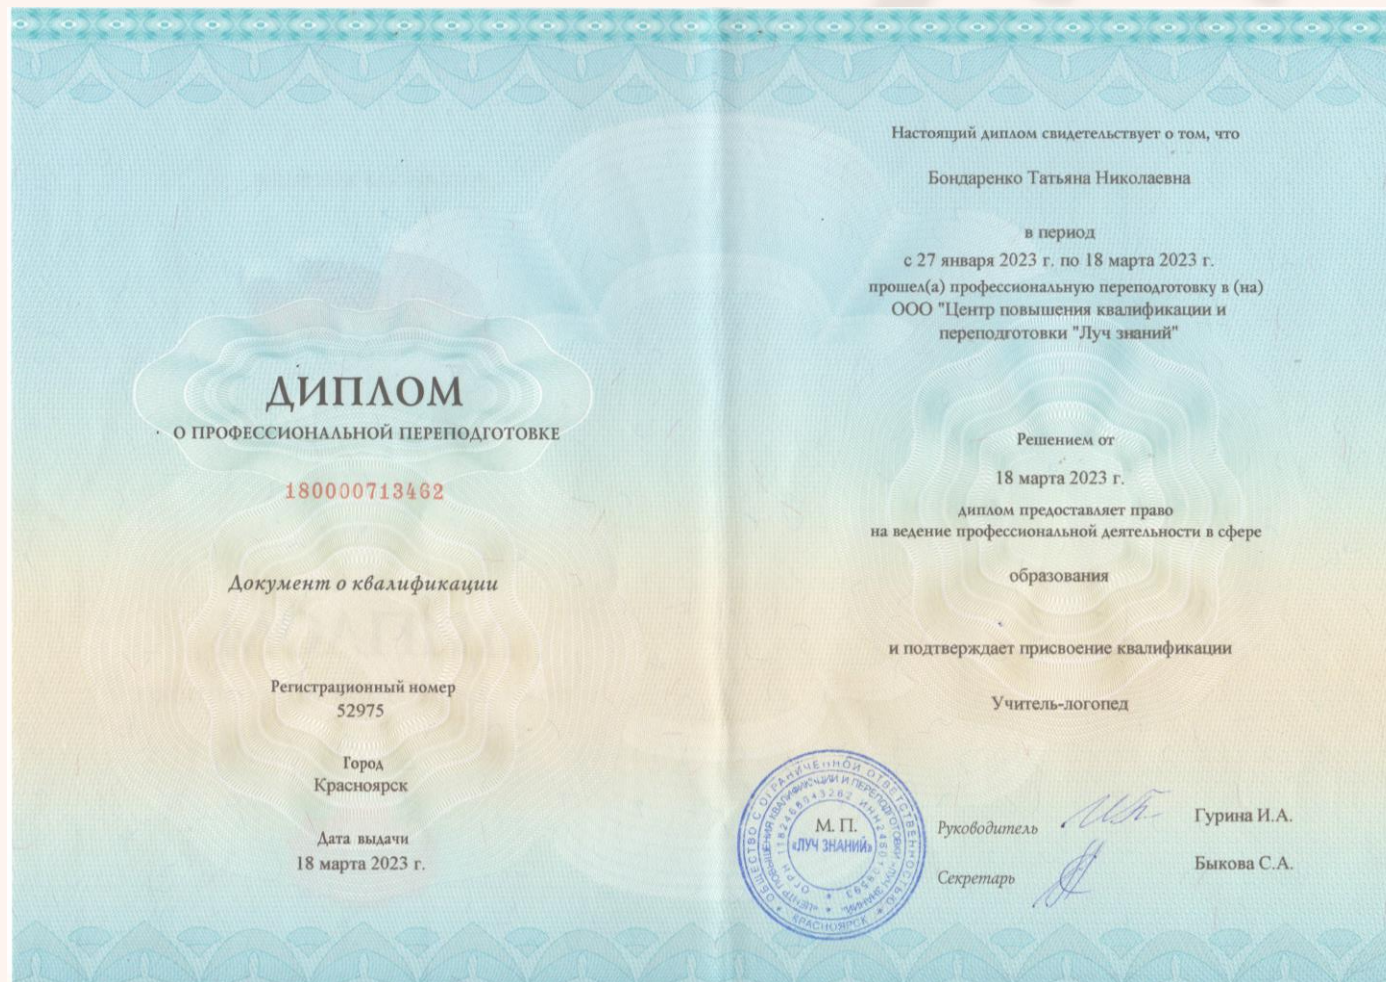 ДИПЛОМ
О ПРОФЕССИОНАЛЬНОЙ ПЕРЕПОДГОТОВКЕ
180000713462
Документ о квалификации
Регистрационный номер
52975
Город
Красноярск
Дата выдачи
18 марта 2023 г.
Настоящий диплом свидетельствует о том, что
Бондаренко Татьяна Николаевна
в период
с 27 января 2023 г. по 18 марта 2023 г.
прошел(а) профессиональную переподготовку в (на)
ООО "Центр повышения квалификации и
переподготовки "Луч знаний"
Решением от
18 марта 2023 г.
диплом предоставляет право
на ведение профессиональной деятельности в сфере
образования
и подтверждает присвоение квалификации
Учитель-логопед
ОБЩЕСТВО С ОГРАНИЧЕННОЙ ОТВЕТСТВЕННОСТЬЮ
КРАСНОЯРСК
М. П.
«ЛУЧ ЗНАНИЙ»
Руководитель
Гурина И.А.
Секретарь
Быкова С.А.